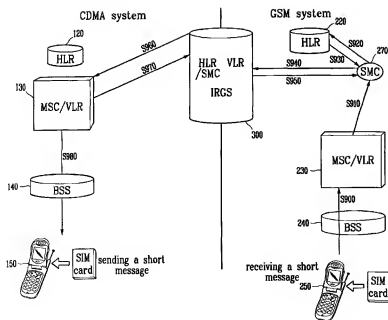 CDMA system
GSM system
120
HLR
130
MSC/VLR
S960
S970
HLR VLR
/SMC
IRGS
300
220
HLR
S920
S930
270
SMC
S940
S950
S910
MSC/VLR
230
S980
S900
140
BSS
240
BSS
150
SIM
card
sending a short
message
receiving a short
message
250
SIM
card